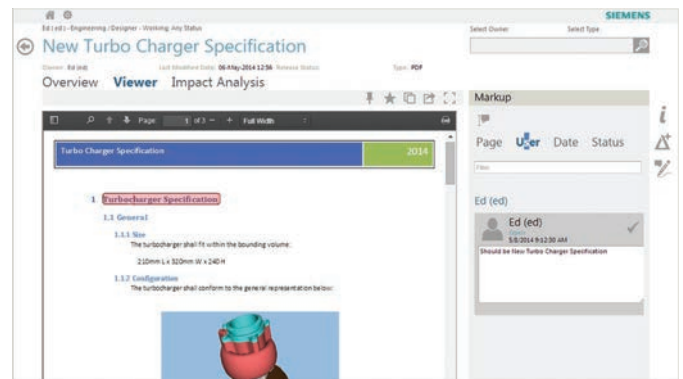 SIEMENS
Ed (ed) - Engineering / Designer - Working; Any Status
New Turbo Charger Specification
Select Owner
Select Type
Owner: Ed (ed)
Last Modified Date: 06-May-2014 12:56
Release Status:
Type: PDF
Overview Viewer Impact Analysis
Markup
Page 1 of 3 − + Full Width
Page User Date Status
Turbo Charger Specification 2014
Filter
1 Turbocharger Specification
Ed (ed)
1.1 General
Ed (ed)
Open
5/8/2014 9:12:30 AM
1.1.1 Size
The turbocharger shall fit within the bounding volume:
Should be New Turbo Charger Specification
210mm L x 320mm W x 240 H
1.1.2 Configuration
The turbocharger shall conform to the general representation below: